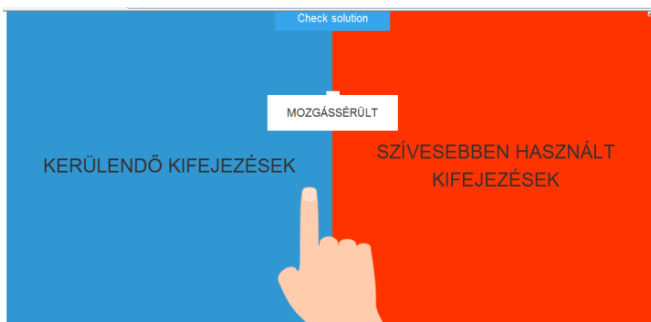 Check solution
MOZGÁSSÉRÜLT
KERÜLENDŐ KIFEJEZÉSEK
SZÍVESEBBEN HASZNÁLT
KIFEJEZÉSEK